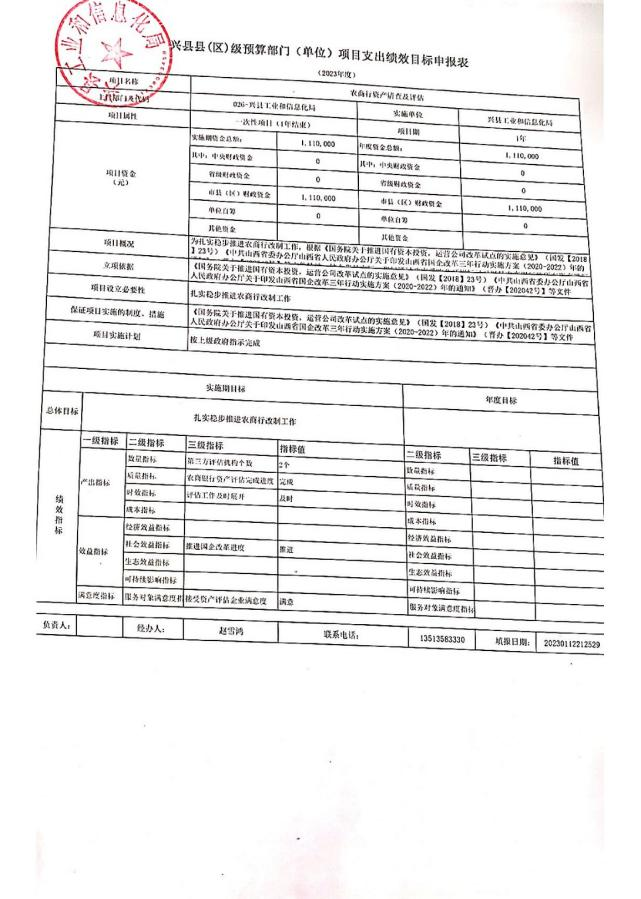 兴县县(区)级预算部门（单位）项目支出绩效目标申报表
（2023年度）
项目名称 农商行资产清查及评估
主管部门及代码 026-兴县工业和信息化局 实施单位 兴县工业和信息化局
项目属性 一次性项目（1年结束） 项目期 1年
项目资金
（元）
实施期资金总额： 1,110,000 年度资金总额： 1,110,000
其中：中央财政资金 0 其中：中央财政资金 0
省级财政资金 0 省级财政资金 0
市县（区）财政资金 1,110,000 市县（区）财政资金 1,110,000
单位自筹 0 单位自筹 0
其他资金 0 其他资金 0
项目概况 为扎实稳步推进农商行改制工作，根据《国务院关于推进国有资本投资，运营公司改革试点的实施意见》（国发【2018】23号）《中共山西省委办公厅山西省人民政府办公厅关于印发山西省国企改革三年行动实施方案（2020-2022）年的
立项依据 《国务院关于推进国有资本投资，运营公司改革试点的实施意见》（国发【2018】23号）《中共山西省委办公厅山西省
人民政府办公厅关于印发山西省国企改革三年行动实施方案（2020-2022）年的通知》（晋办【202042号】等文件
项目设立必要性 扎实稳步推进农商行改制工作
保证项目实施的制度、措施 《国务院关于推进国有资本投资，运营公司改革试点的实施意见》（国发【2018】23号）《中共山西省委办公厅山西省
人民政府办公厅关于印发山西省国企改革三年行动实施方案（2020-2022）年的通知》（晋办【202042号】等文件
项目实施计划 按上级政府指示完成
实施期目标 年度目标
总体目标 扎实稳步推进农商行改制工作
绩效指标
一级指标 二级指标 三级指标 指标值 二级指标 三级指标 指标值
产出指标
数量指标 第三方评估机构个数 2个 数量指标
质量指标 农商银行资产评估完成进度 完成 质量指标
时效指标 评估工作及时展开 及时 时效指标
成本指标 成本指标
效益指标
经济效益指标 经济效益指标
社会效益指标 推进国企改革进度 推进 社会效益指标
生态效益指标 生态效益指标
可持续影响指标 可持续影响指标
满意度指标 服务对象满意度指 接受资产评估企业满意度 满意 服务对象满意度指标
负责人： 经办人： 赵雪鸿 联系电话： 13513583330 填报日期： 20230112212529